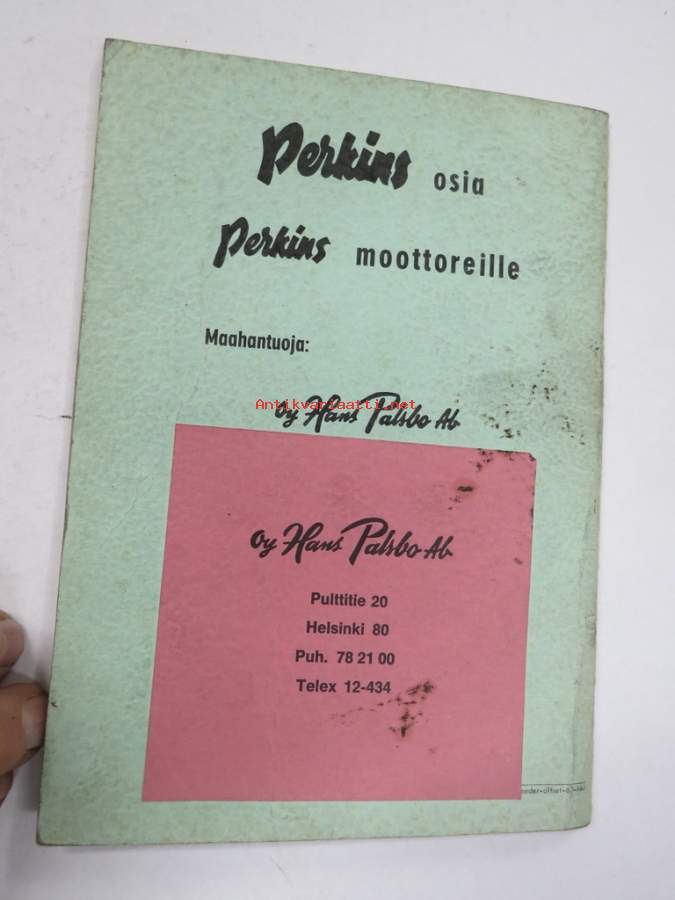 Perkins osia
Perkins moottoreille
Maahantuoja:
Antikvariaatti.net
Oy Hans Palsbo Ab
Oy Hans Palsbo Ab
Pulttitie 20
Helsinki 80
Puh. 78 21 00
Telex 12-434